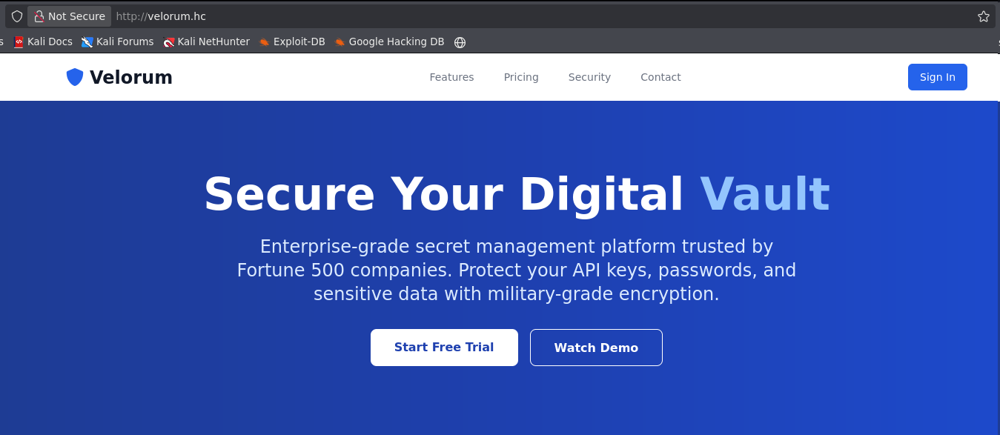 Not Secure http://velorum.hc
s Kali Docs Kali Forums Kali NetHunter Exploit-DB Google Hacking DB
Velorum Features Pricing Security Contact Sign In
Secure Your Digital Vault
Enterprise-grade secret management platform trusted by
Fortune 500 companies. Protect your API keys, passwords, and
sensitive data with military-grade encryption.
Start Free Trial Watch Demo